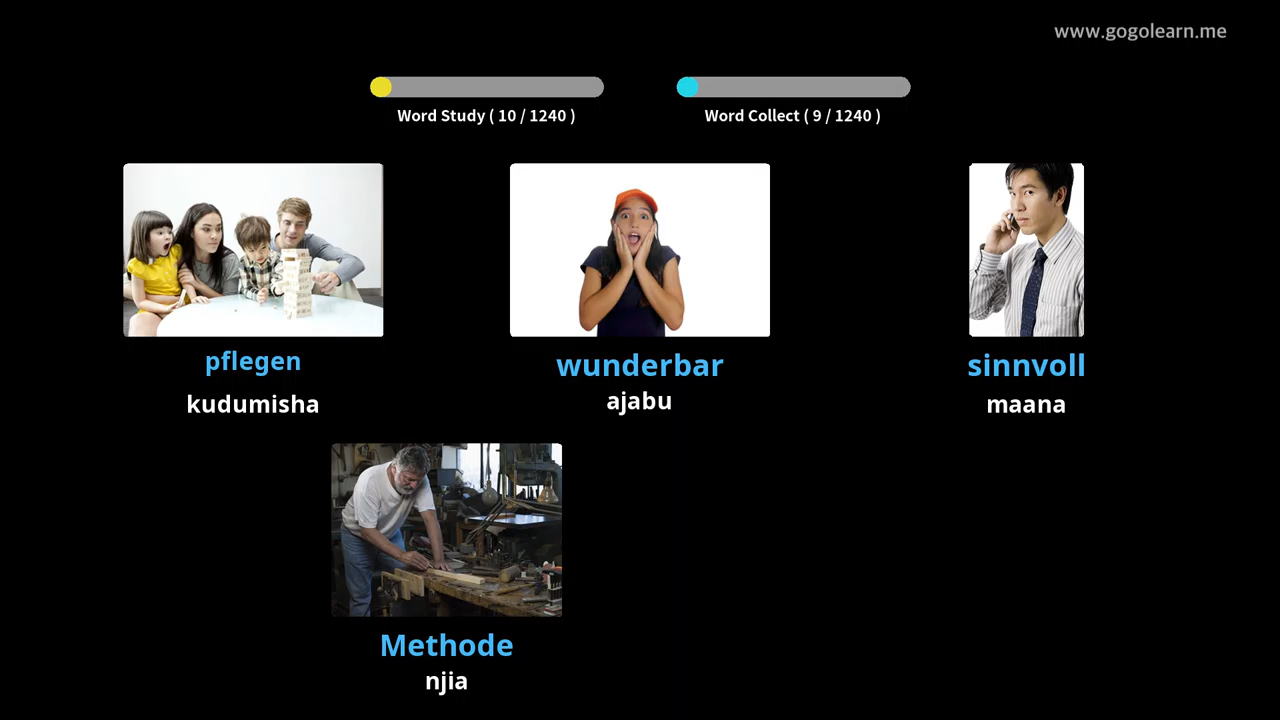 www.gogolearn.me
Word Study ( 10 / 1240 )
Word Collect ( 9 / 1240 )
pflegen
kudumisha
wunderbar
ajabu
sinnvoll
maana
Methode
njia